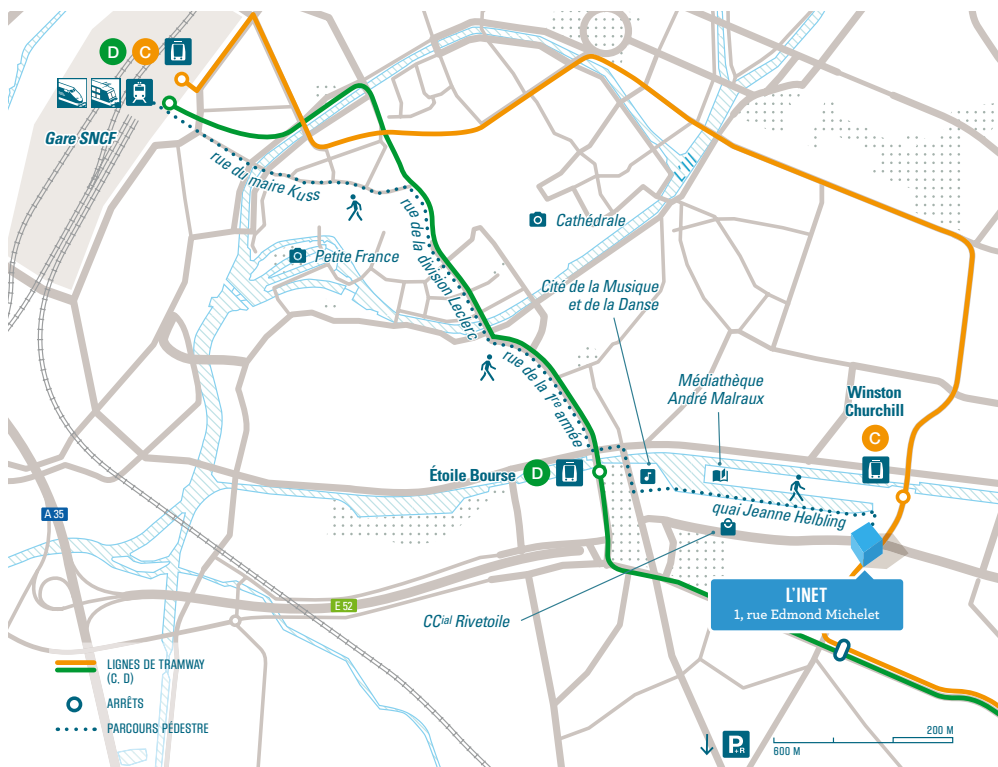 D C
Gare SNCF
rue du maire Kuss
L'Ill
Cathédrale
Petite France
rue de la division Leclerc
Cité de la Musique
et de la Danse
rue de la 1re armée
Médiathèque
André Malraux
Winston
Churchill
C
Étoile Bourse D
quai Jeanne Helbling
A 35
L'INET
1, rue Edmond Michelet
E 52
CCial Rivetoile
LIGNES DE TRAMWAY
(C, D)
ARRÊTS
PARCOURS PÉDESTRE
P+R
200 M
600 M